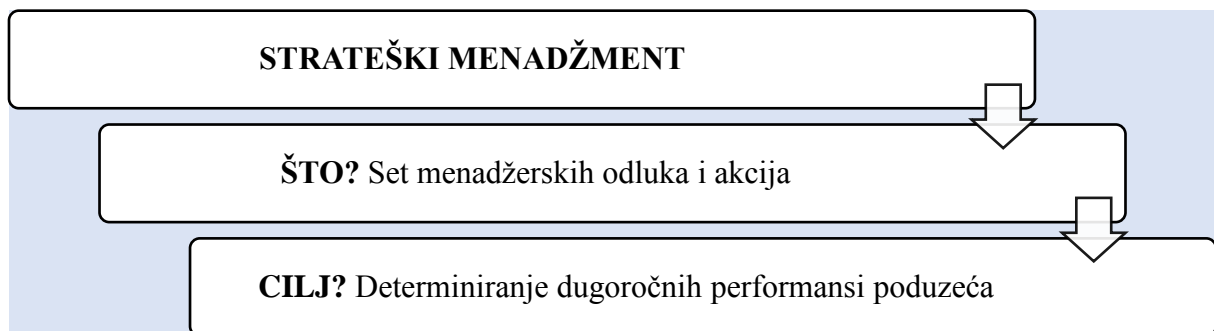 STRATEŠKI MENADŽMENT
ŠTO? Set menadžerskih odluka i akcija
CILJ? Determiniranje dugoročnih performansi poduzeća